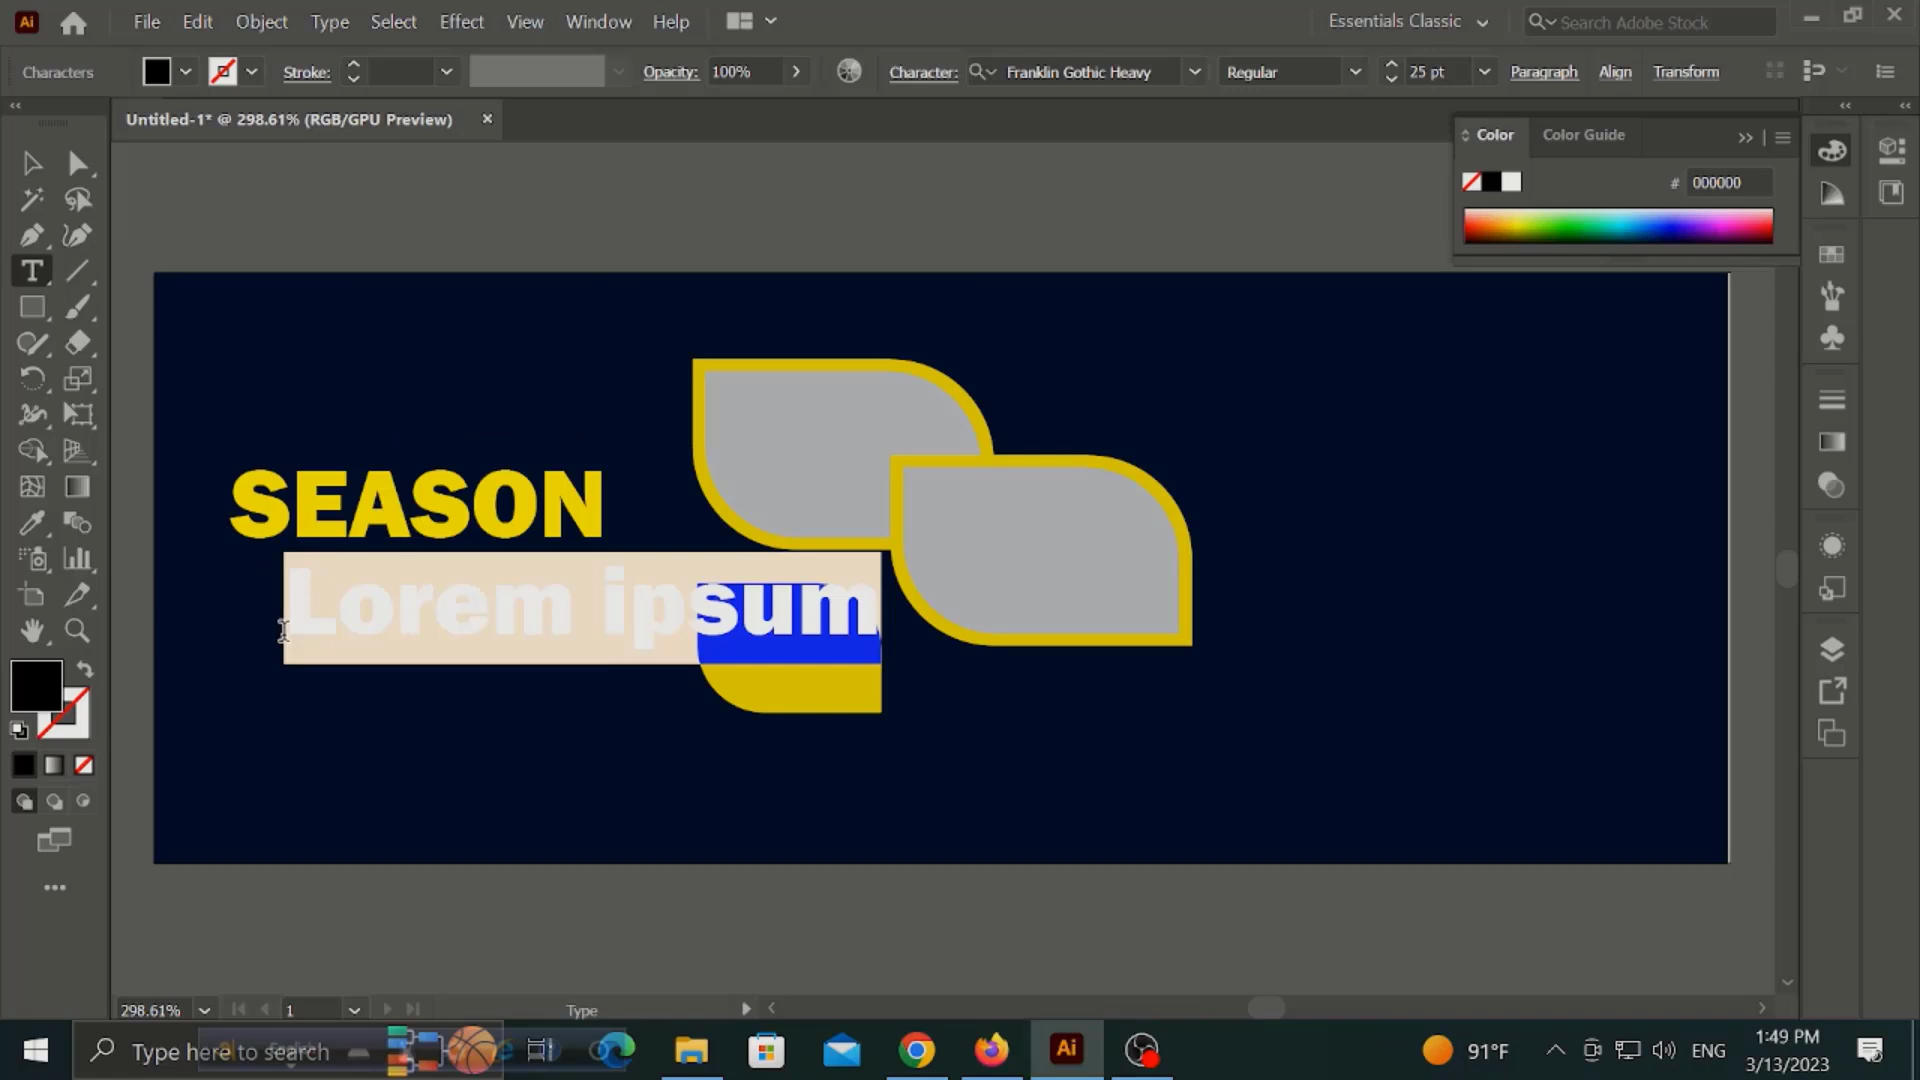 Ai File Edit Object Type Select Effect View Window Help Essentials Classic Search Adobe Stock
Characters Stroke: Opacity: 100% Character: Franklin Gothic Heavy Regular 25 pt Paragraph Align Transform
Untitled-1* @ 298.61% (RGB/GPU Preview)
Color Color Guide
# 000000
SEASON
Lorem ipsum
298.61% 1 Type
Type here to search Ai 91°F ENG 1:49 PM
3/13/2023